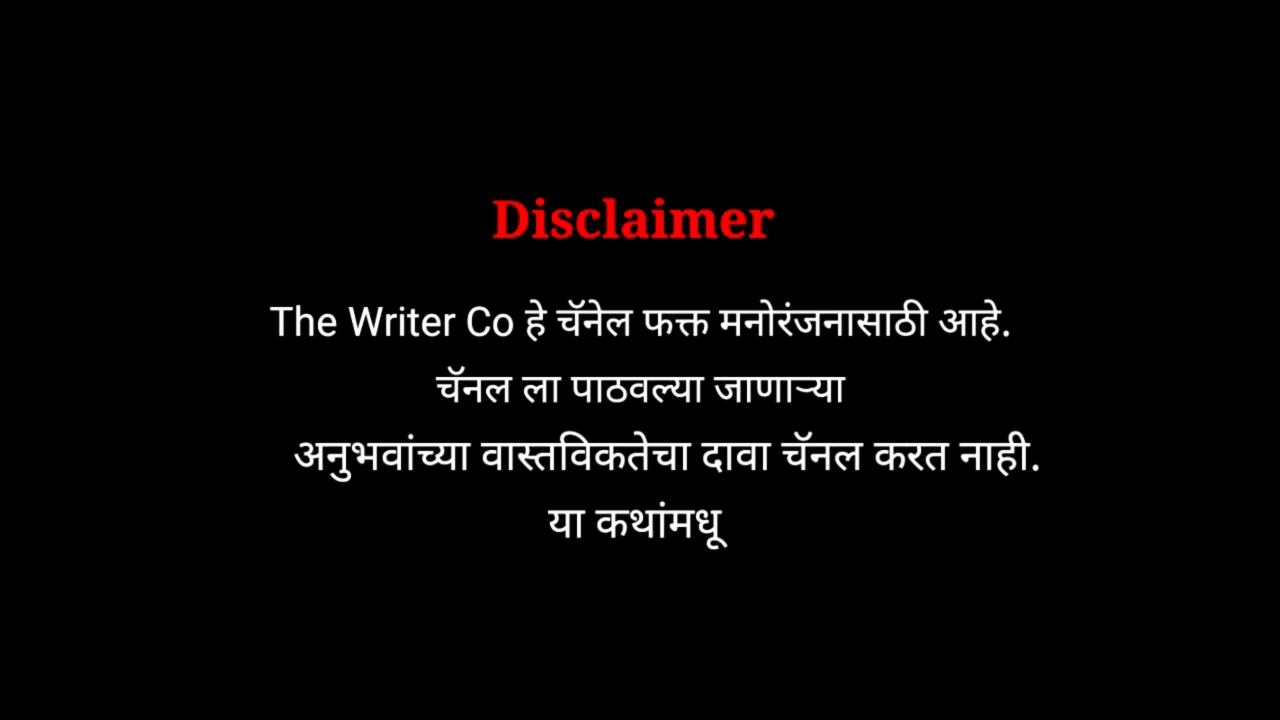 Disclaimer
The Writer Co हे चॅनेल फक्त मनोरंजनासाठी आहे.
चॅनल ला पाठवल्या जाणाऱ्या
अनुभवांच्या वास्तविकतेचा दावा चॅनल करत नाही.
या कथांमधू